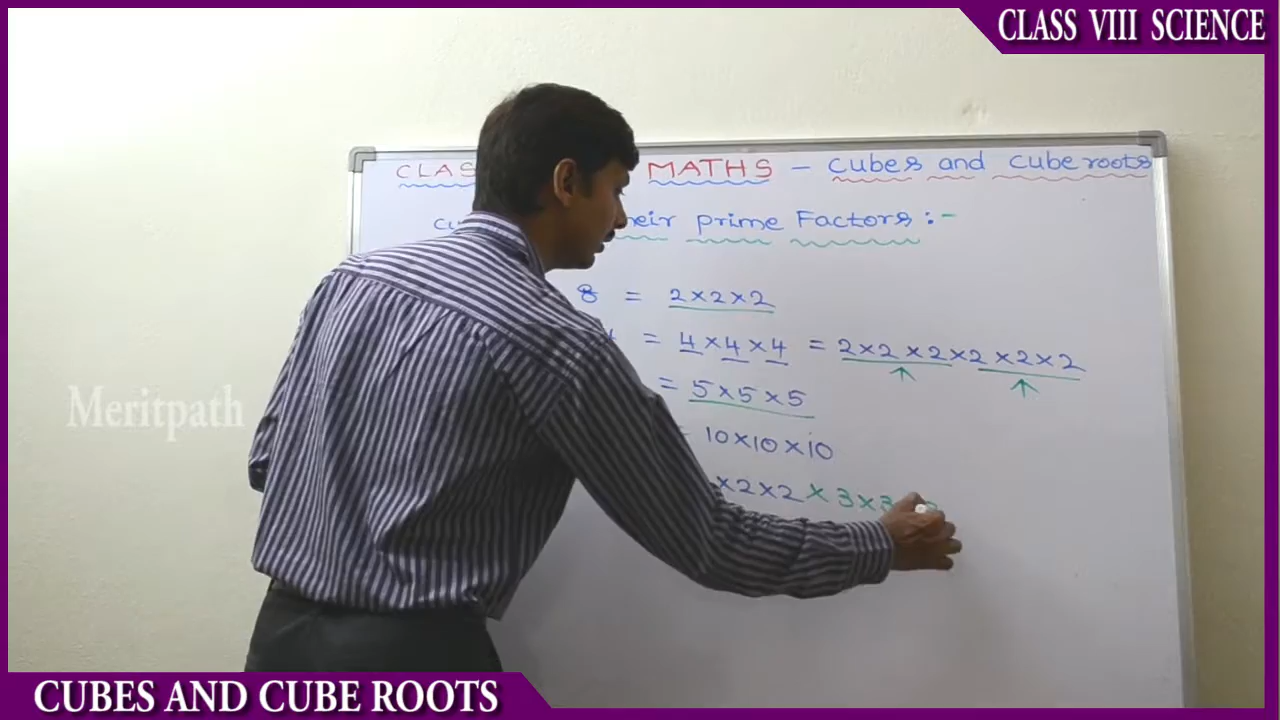 CLASS VIII SCIENCE
CLAS MATHS - Cubes and Cube roots
prime Factors :-
8 = 2×2×2
= 4×4×4 = 2×2×2×2×2×2
= 5×5×5
10×10×10
×2×2×3×3
Meritpath
CUBES AND CUBE ROOTS